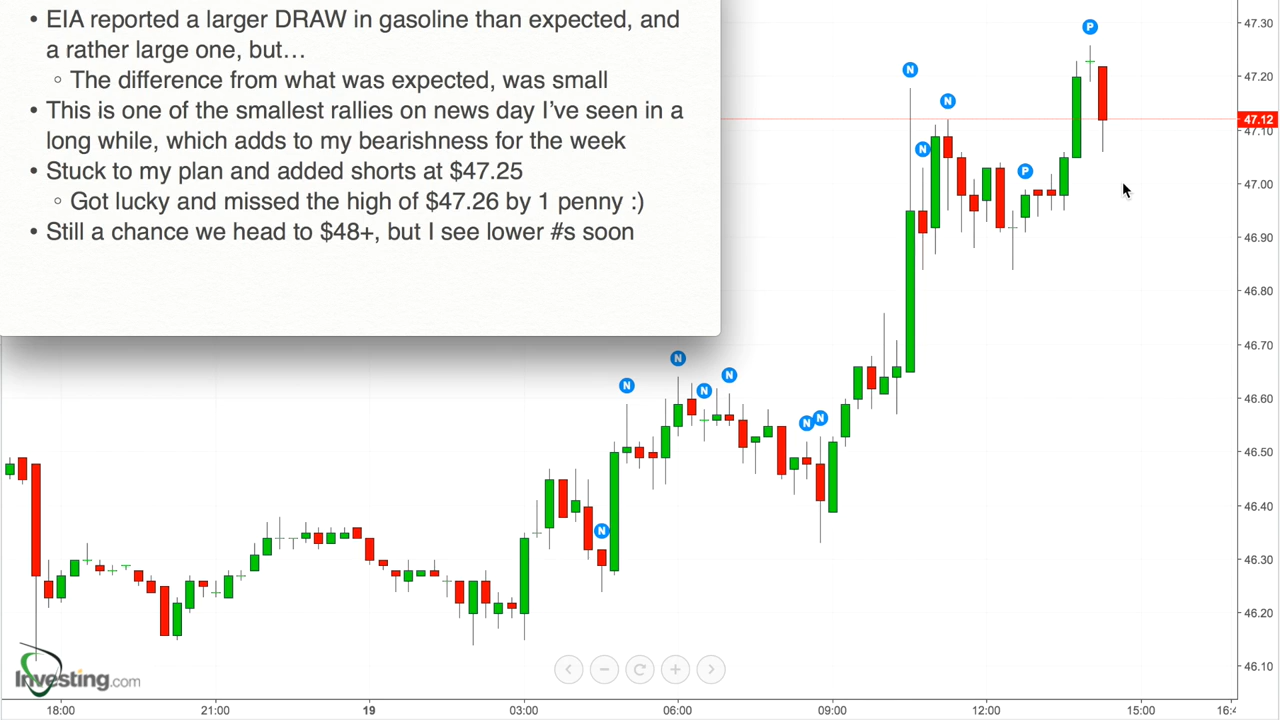 • EIA reported a larger DRAW in gasoline than expected, and
a rather large one, but…
◦ The difference from what was expected, was small
• This is one of the smallest rallies on news day I’ve seen in a
long while, which adds to my bearishness for the week
• Stuck to my plan and added shorts at $47.25
◦ Got lucky and missed the high of $47.26 by 1 penny :)
• Still a chance we head to $48+, but I see lower #s soon
47.30
P
N
47.20
N
47.12
47.10
N
P
47.00
46.90
46.80
46.70
N
N
N
N
46.60
N
N
46.50
46.40
N
46.30
46.20
46.10
Investing.com
18:00
21:00
19
03:00
06:00
09:00
12:00
15:00
16:4